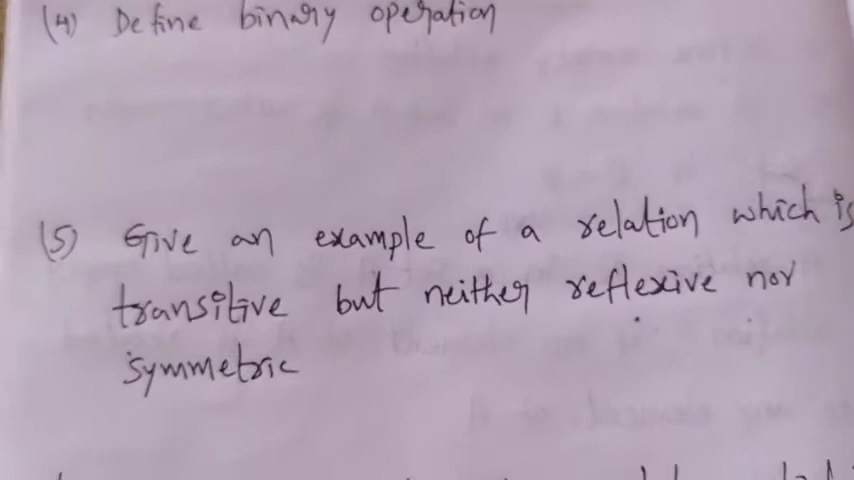 (4) Define binary operation
(5) Give an example of a relation which is
transitive but neither reflexive nor
symmetric